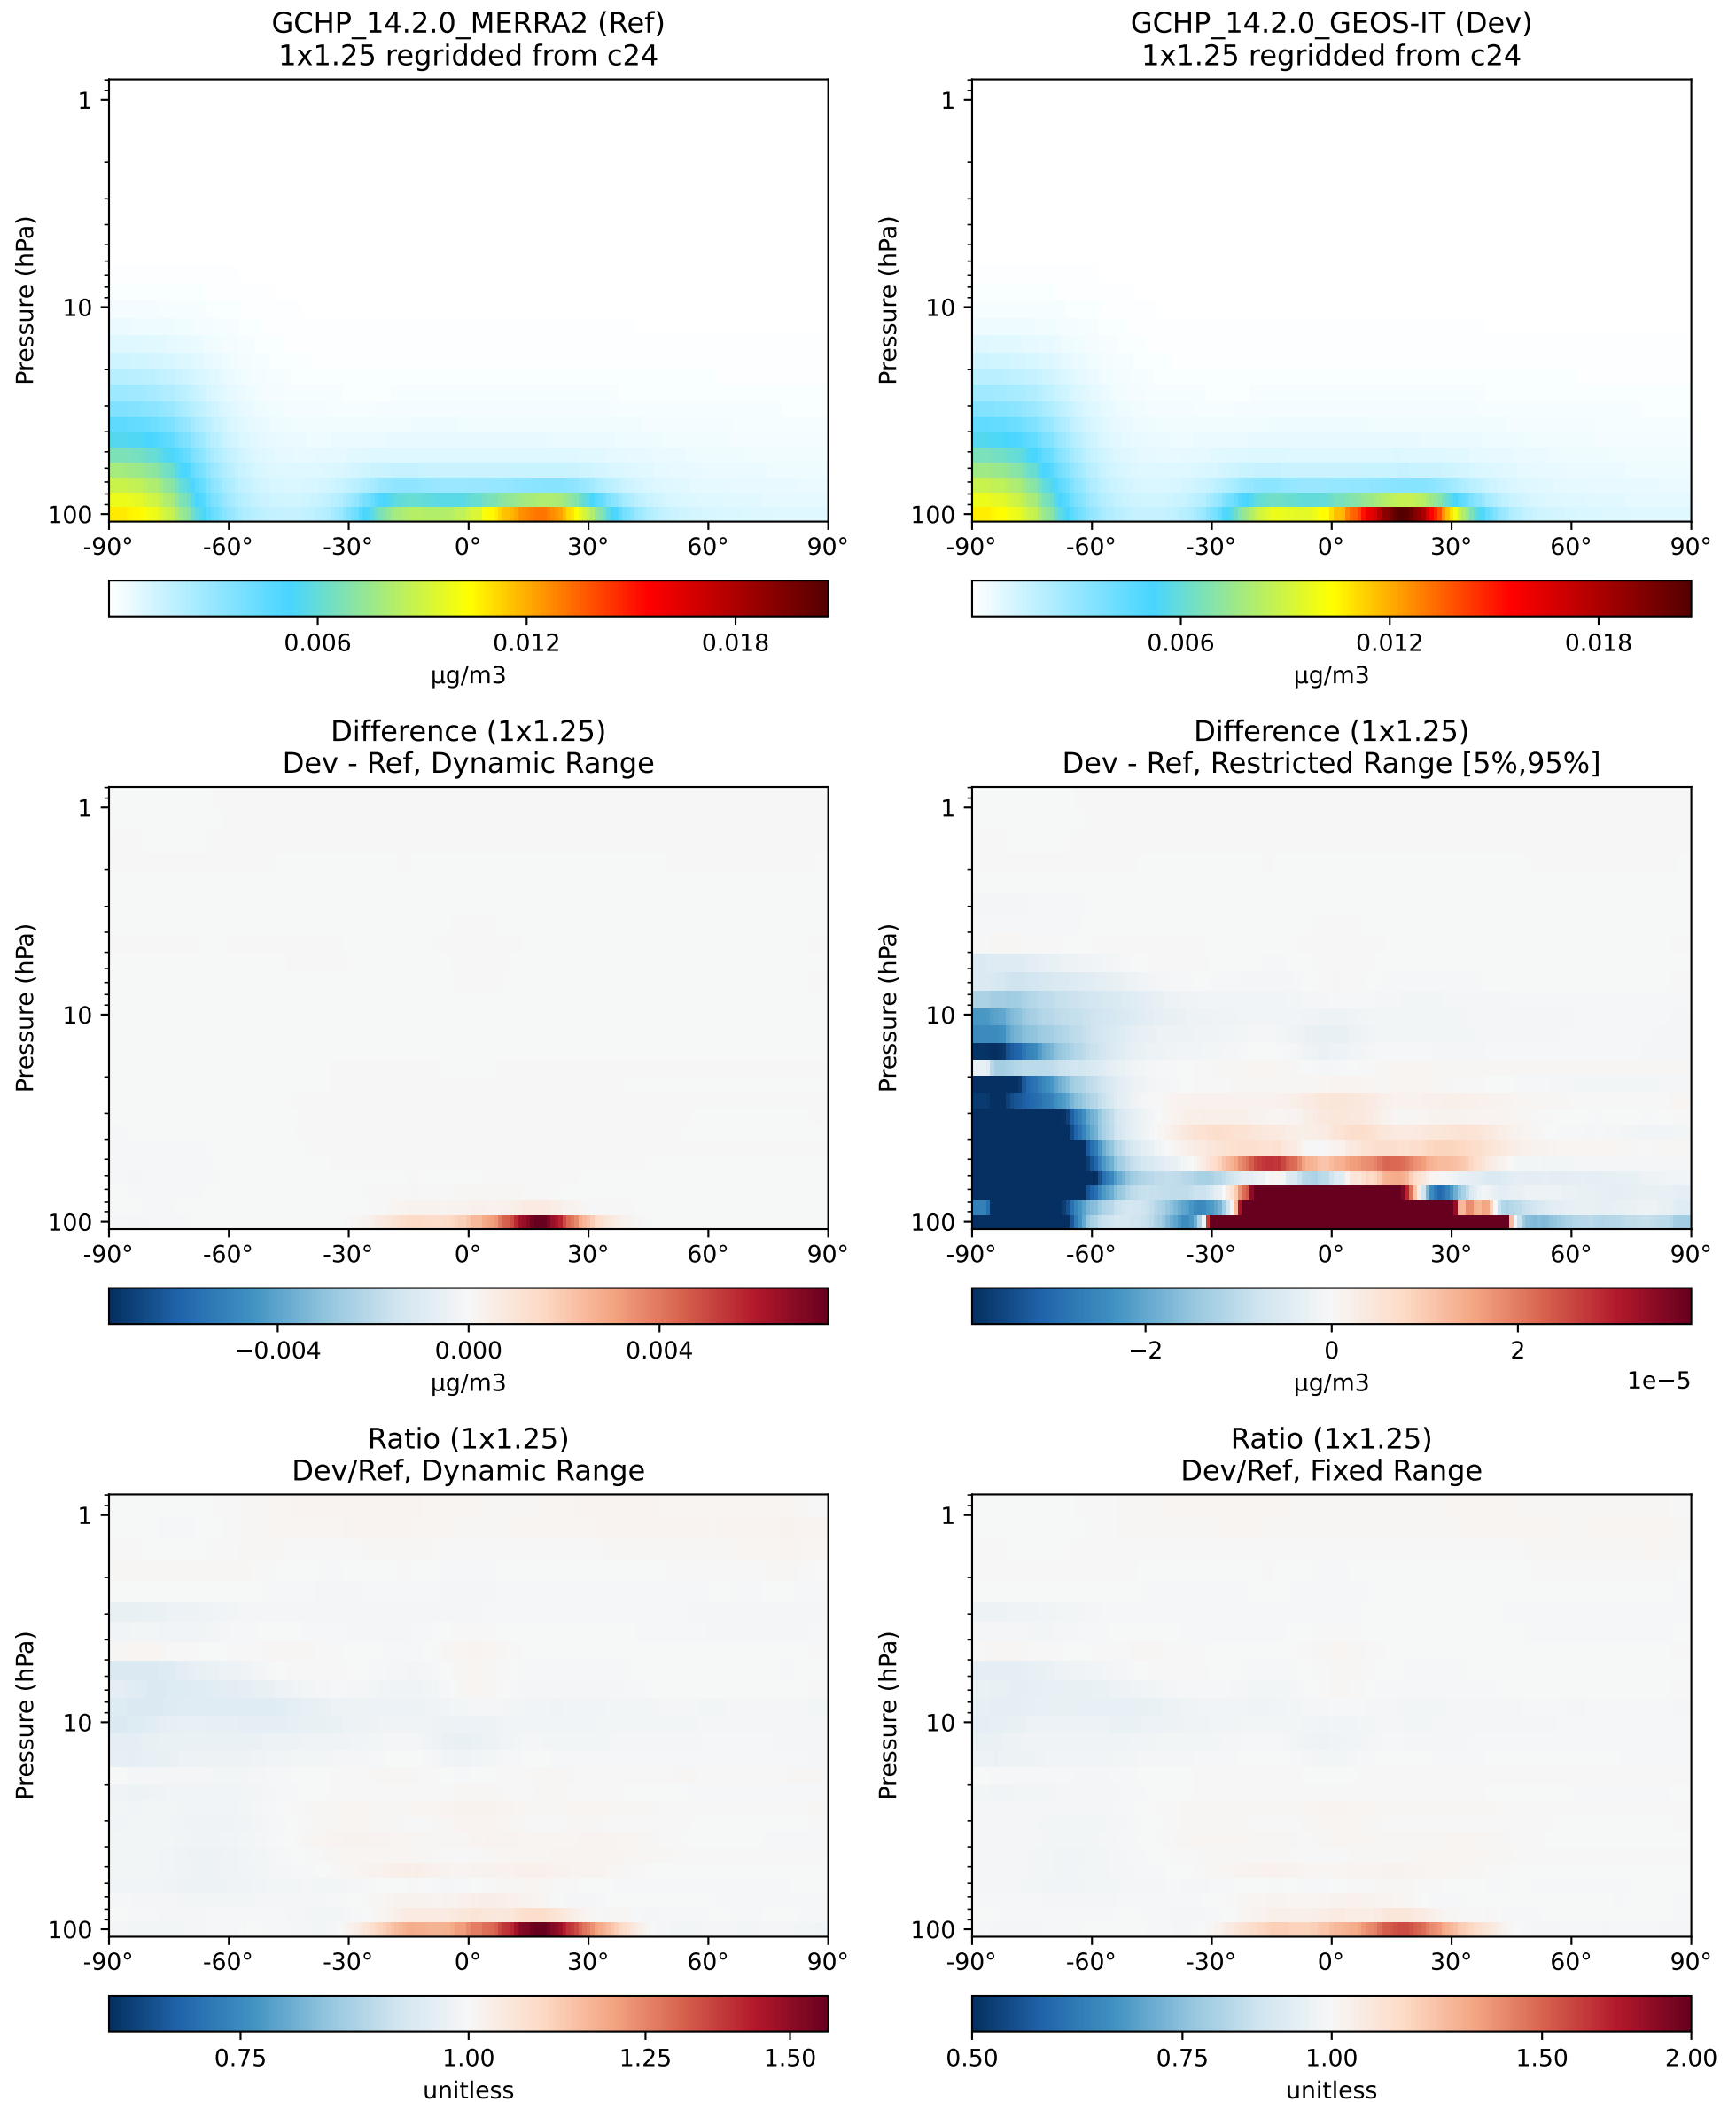 GCHP_14.2.0_MERRA2 (Ref)
1x1.25 regridded from c24
Pressure (hPa)
1
10
100
-90° -60° -30° 0° 30° 60° 90°
0.006 0.012 0.018
µg/m3
GCHP_14.2.0_GEOS-IT (Dev)
1x1.25 regridded from c24
Pressure (hPa)
1
10
100
-90° -60° -30° 0° 30° 60° 90°
0.006 0.012 0.018
µg/m3
Difference (1x1.25)
Dev - Ref, Dynamic Range
Pressure (hPa)
1
10
100
-90° -60° -30° 0° 30° 60° 90°
−0.004 0.000 0.004
µg/m3
Difference (1x1.25)
Dev - Ref, Restricted Range [5%,95%]
Pressure (hPa)
1
10
100
-90° -60° -30° 0° 30° 60° 90°
−2 0 2
µg/m3
1e−5
Ratio (1x1.25)
Dev/Ref, Dynamic Range
Pressure (hPa)
1
10
100
-90° -60° -30° 0° 30° 60° 90°
0.75 1.00 1.25 1.50
unitless
Ratio (1x1.25)
Dev/Ref, Fixed Range
Pressure (hPa)
1
10
100
-90° -60° -30° 0° 30° 60° 90°
0.50 0.75 1.00 1.50 2.00
unitless